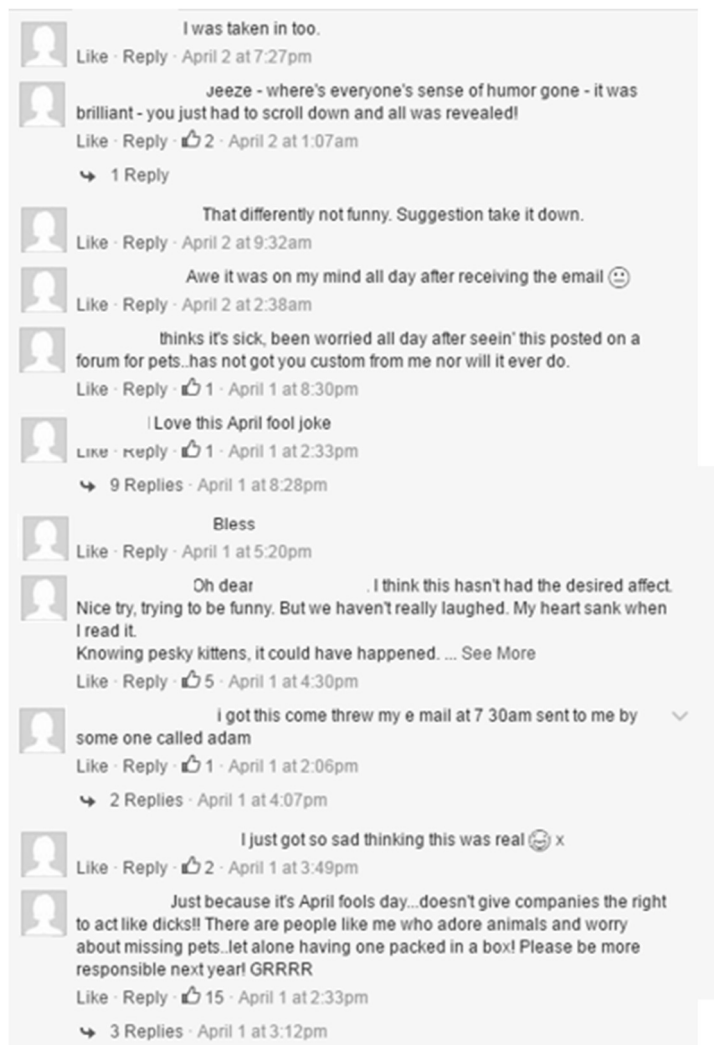 I was taken in too.
Like · Reply · April 2 at 7:27pm
Jeeze - where's everyone's sense of humor gone - it was
brilliant - you just had to scroll down and all was revealed!
Like · Reply · 2 · April 2 at 1:07am
1 Reply
That differently not funny. Suggestion take it down.
Like · Reply · April 2 at 9:32am
Awe it was on my mind all day after receiving the email
Like · Reply · April 2 at 2:38am
thinks it's sick, been worried all day after seein' this posted on a
forum for pets..has not got you custom from me nor will it ever do.
Like · Reply · 1 · April 1 at 8:30pm
I Love this April fool joke
Like · Reply · 1 · April 1 at 2:33pm
9 Replies · April 1 at 8:28pm
Bless
Like · Reply · April 1 at 5:20pm
Oh dear . I think this hasn't had the desired affect.
Nice try, trying to be funny. But we haven't really laughed. My heart sank when
I read it.
Knowing pesky kittens, it could have happened. ... See More
Like · Reply · 5 · April 1 at 4:30pm
i got this come threw my e mail at 7 30am sent to me by
some one called adam
Like · Reply · 1 · April 1 at 2:06pm
2 Replies · April 1 at 4:07pm
I just got so sad thinking this was real x
Like · Reply · 2 · April 1 at 3:49pm
Just because it's April fools day...doesn't give companies the right
to act like dicks!! There are people like me who adore animals and worry
about missing pets..let alone having one packed in a box! Please be more
responsible next year! GRRRR
Like · Reply · 15 · April 1 at 2:33pm
3 Replies · April 1 at 3:12pm